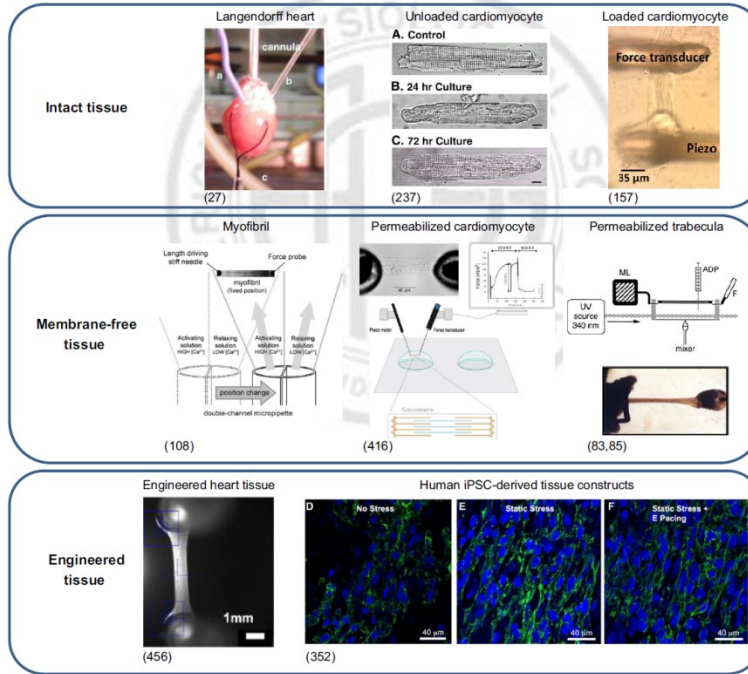 Langendorff heart
Unloaded cardiomyocyte
Loaded cardiomyocyte
Intact tissue
cannula
a
b
c
(27)
A. Control
B. 24 hr Culture
C. 72 hr Culture
(237)
Force transducer
Piezo
35 µm
(157)
Membrane-free
tissue
Myofibril
Length driving
stiff needle
Force probe
myofibril
(fixed position)
Activating
solution
HIGH [Ca²⁺]
Relaxing
solution
LOW [Ca²⁺]
Activating
solution
HIGH [Ca²⁺]
Relaxing
solution
LOW [Ca²⁺]
position change
double-channel micropipette
(108)
Permeabilized cardiomyocyte
Piezo motor
Force transducer
Sarcomere
(416)
Permeabilized trabecula
ML
ADP
F
UV
source
340 nm
mixer
(83,85)
Engineered
tissue
Engineered heart tissue
1mm
(456)
Human iPSC-derived tissue constructs
D
No Stress
40 µm
E
Static Stress
40 µm
F
Static Stress +
E Pacing
40 µm
(352)